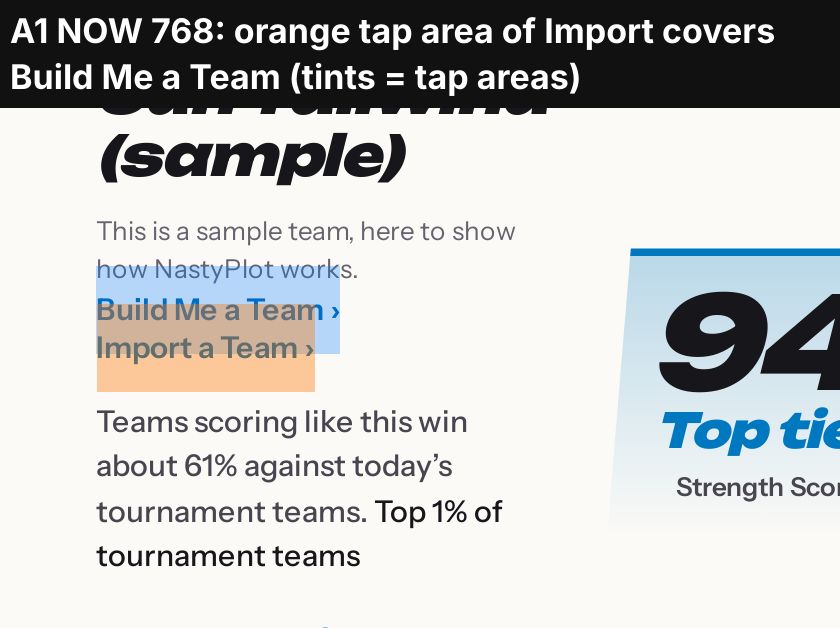 A1 NOW 768: orange tap area of Import covers
Build Me a Team (tints = tap areas)
(sample)
This is a sample team, here to show
how NastyPlot works.
Build Me a Team ›
Import a Team ›
94
Top tie
Teams scoring like this win
about 61% against today’s
tournament teams. Top 1% of
tournament teams
Strength Scor